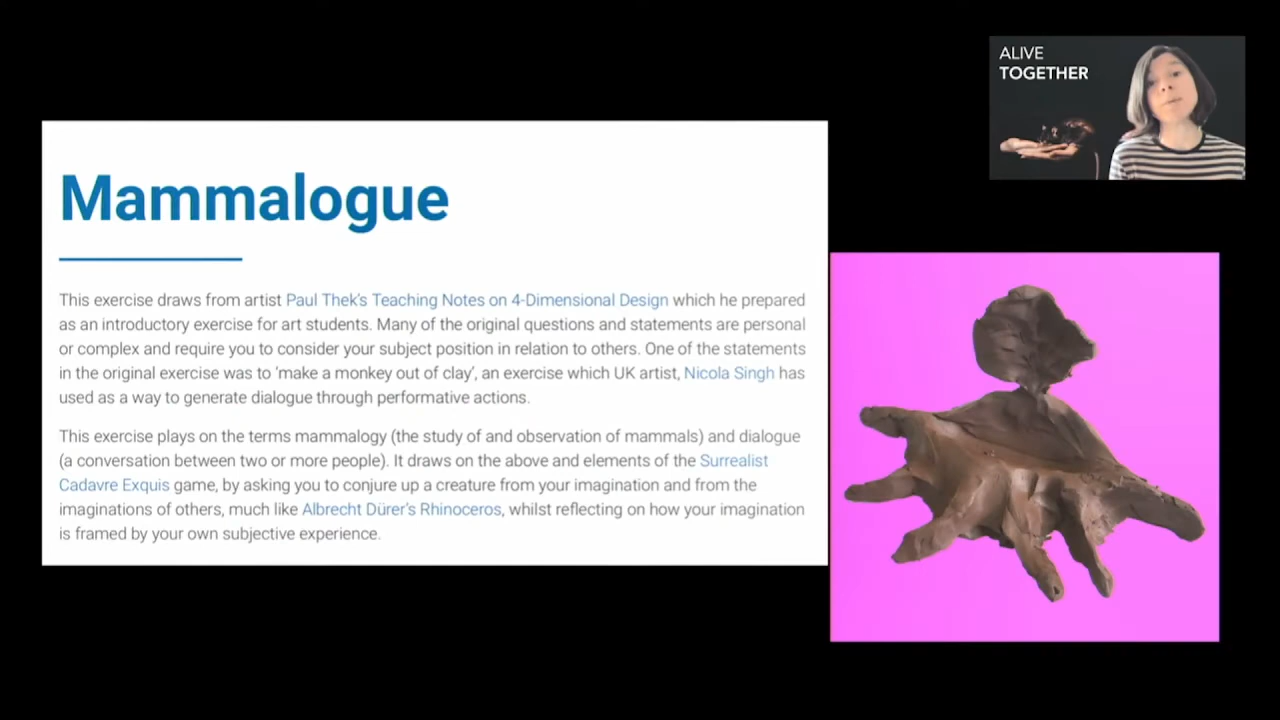 ALIVE
TOGETHER
Mammalogue
This exercise draws from artist Paul Thek's Teaching Notes on 4-Dimensional Design which he prepared
as an introductory exercise for art students. Many of the original questions and statements are personal
or complex and require you to consider your subject position in relation to others. One of the statements
in the original exercise was to 'make a monkey out of clay', an exercise which UK artist, Nicola Singh has
used as a way to generate dialogue through performative actions.
This exercise plays on the terms mammalogy (the study of and observation of mammals) and dialogue
(a conversation between two or more people). It draws on the above and elements of the Surrealist
Cadavre Exquis game, by asking you to conjure up a creature from your imagination and from the
imaginations of others, much like Albrecht Dürer's Rhinoceros, whilst reflecting on how your imagination
is framed by your own subjective experience.